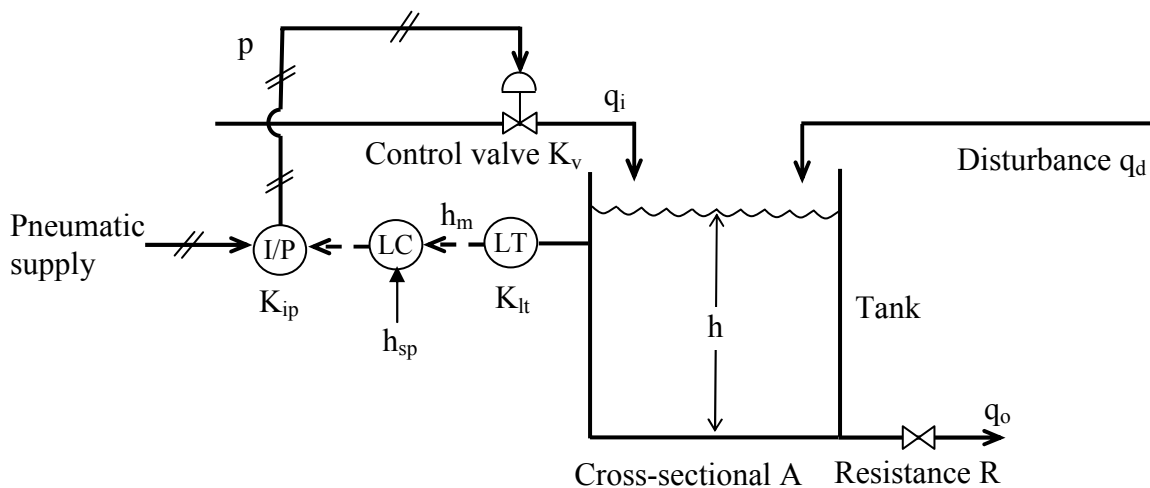 p
qi
Control valve Kv
Disturbance qd
Pneumatic
supply
I/P
LC
hm
LT
Kip
Klt
hsp
h
Tank
qo
Cross-sectional A
Resistance R